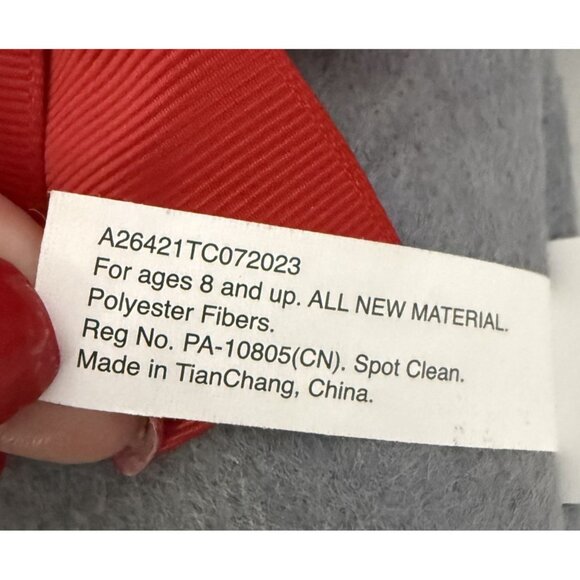 A26421TC072023
For ages 8 and up. ALL NEW MATERIAL.
Polyester Fibers.
Reg No. PA-10805(CN). Spot Clean.
Made in TianChang, China.